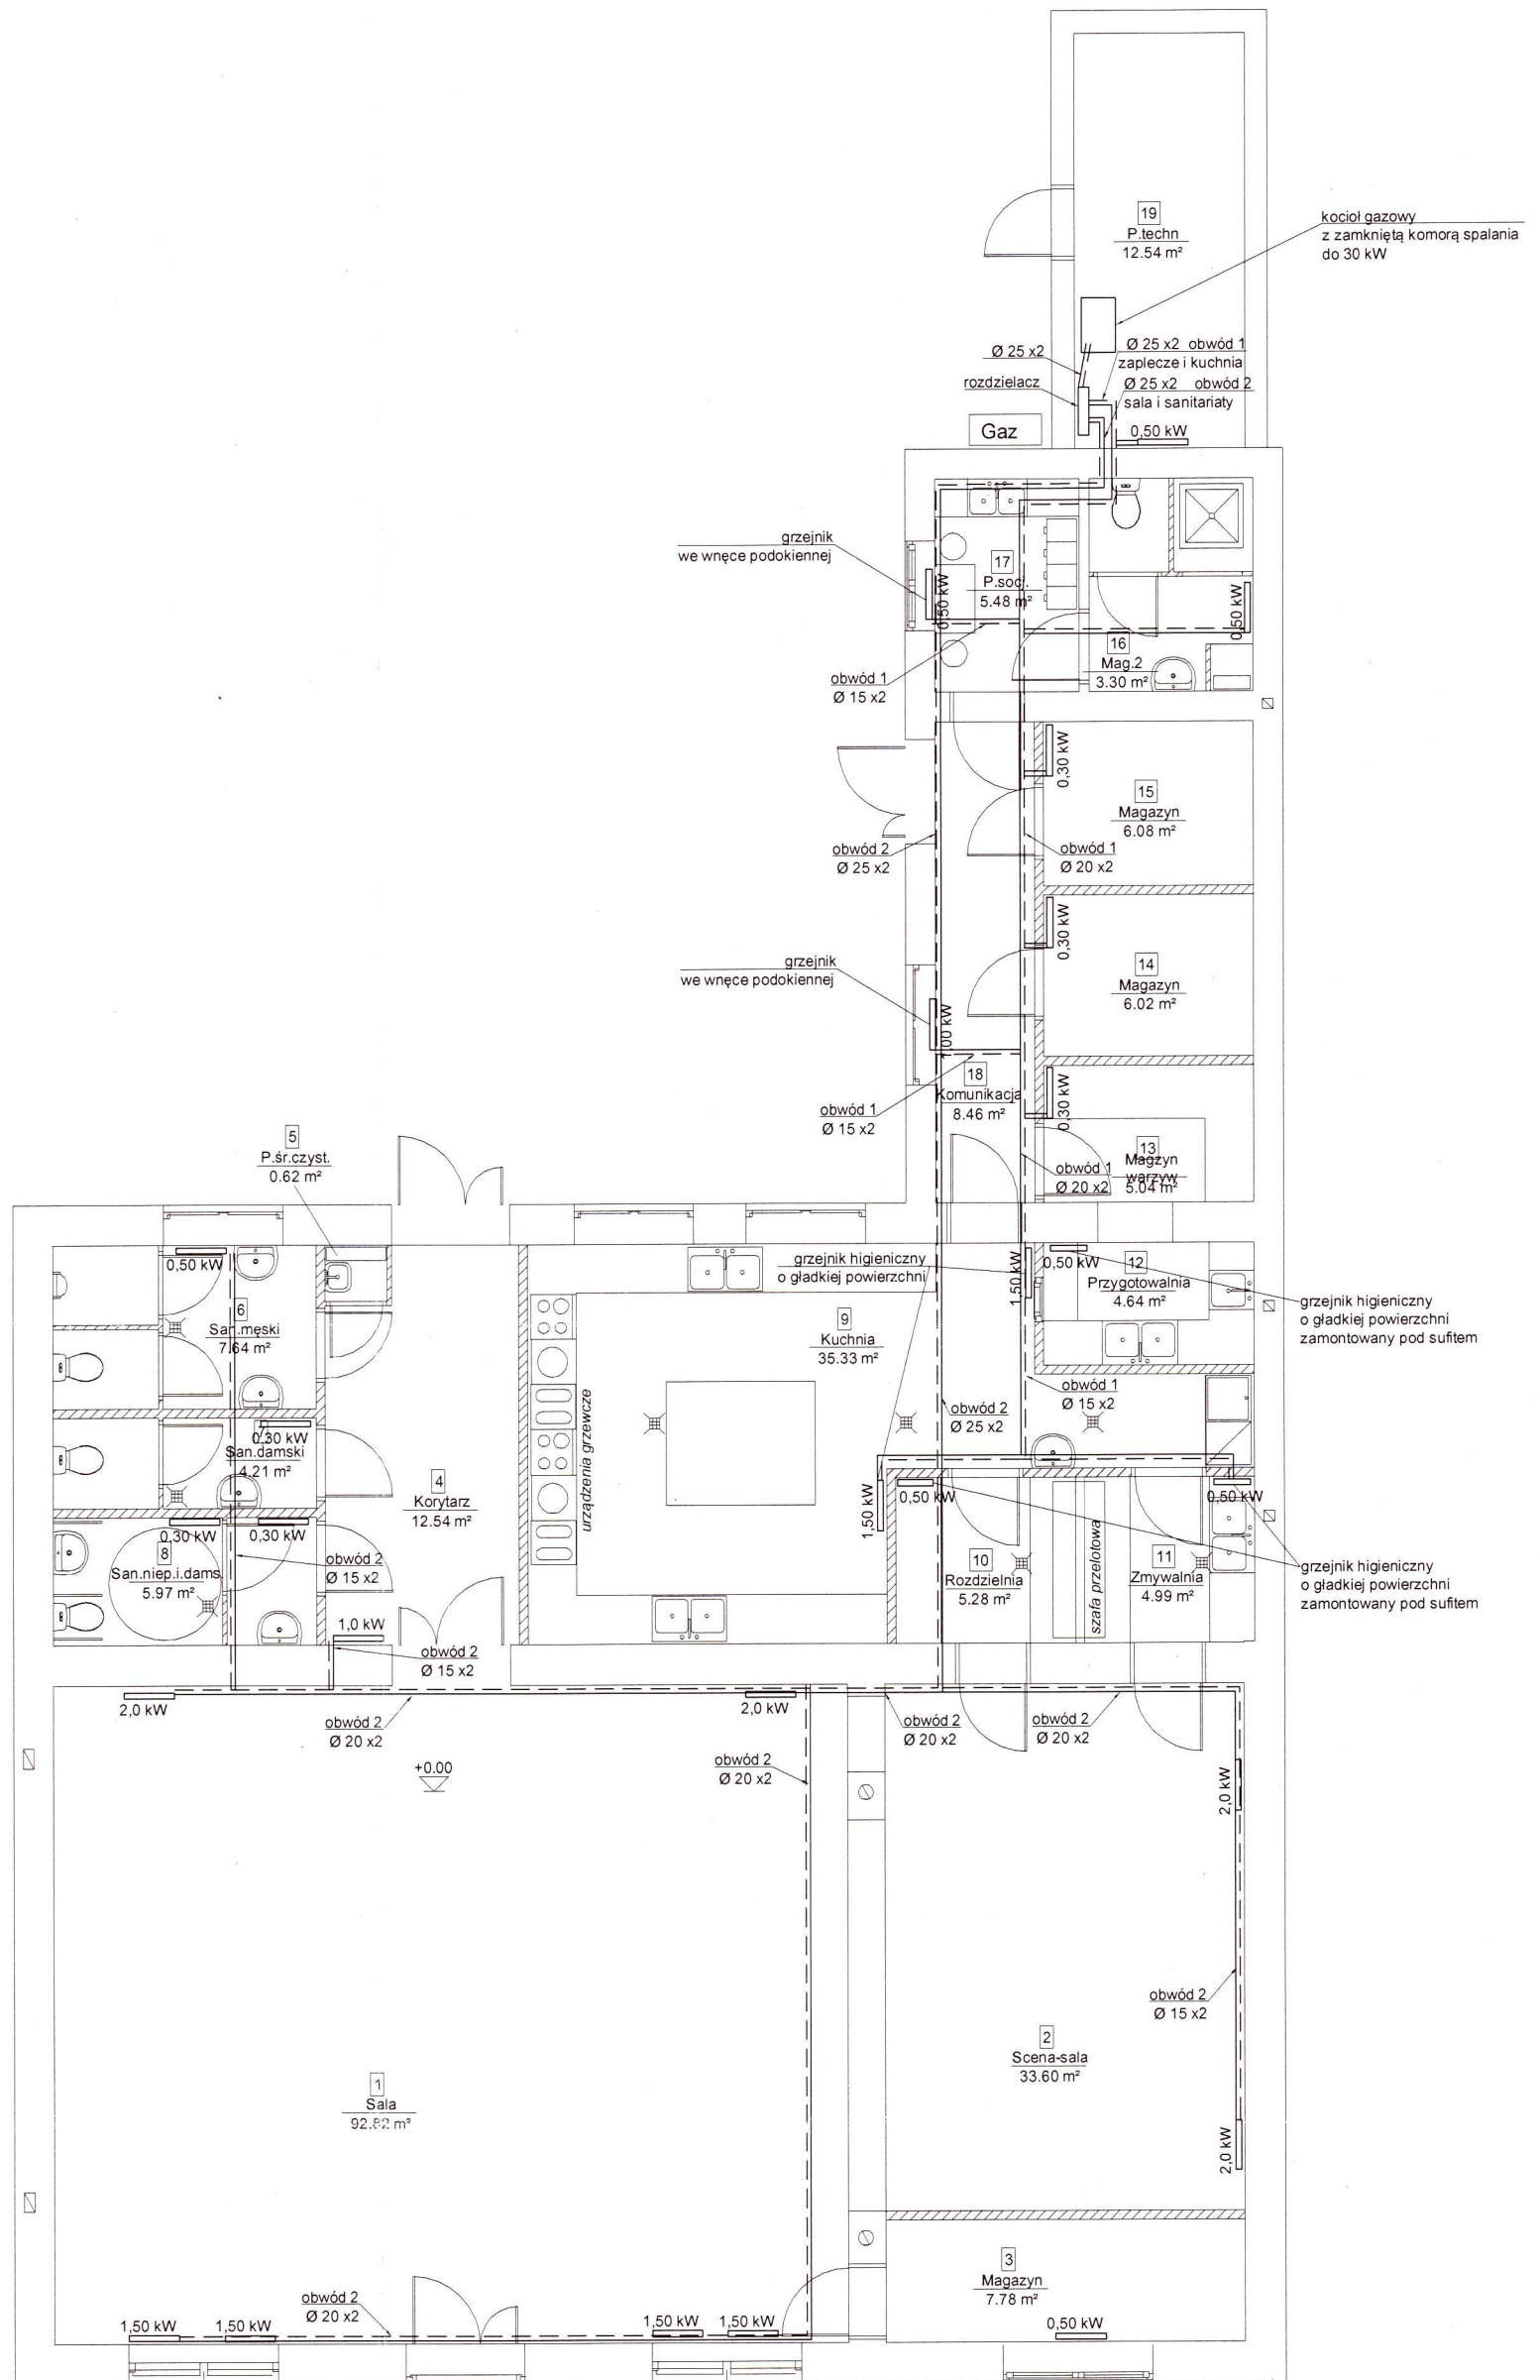 19
P.techn
12.54 m²
kocioł gazowy
z zamkniętą komorą spalania
do 30 kW
Ø 25 x2
Ø 25 x2 obwód 1
zaplecze i kuchnia
rozdzielacz
Ø 25 x2 obwód 2
sala i sanitariaty
Gaz
0,50 kW
grzejnik
we wnęce podokiennej
17
P.socj.
5.48 m²
0,50 kW
0,50 kW
16
Mag.2
3.30 m²
obwód 1
Ø 15 x2
0,30 kW
15
Magazyn
6.08 m²
obwód 2
Ø 25 x2
obwód 1
Ø 20 x2
0,30 kW
14
Magazyn
6.02 m²
grzejnik
we wnęce podokiennej
00 kW
18
Komunikacja
8.46 m²
0,30 kW
obwód 1
Ø 15 x2
13
Magzyn
warzyw
5.04 m²
obwód 1
Ø 20 x2
5
P.śr.czyst.
0.62 m²
0,50 kW
6
San.męski
7.64 m²
grzejnik higieniczny
o gładkiej powierzchni
1,50 kW
0,50 kW
12
Przygotowalnia
4.64 m²
9
Kuchnia
35.33 m²
grzejnik higieniczny
o gładkiej powierzchni
zamontowany pod sufitem
urządzenia grzewcze
obwód 1
Ø 15 x2
obwód 2
Ø 25 x2
7
0,30 kW
San.damski
4.21 m²
4
Korytarz
12.54 m²
1,50 kW
0,50 kW
0,50 kW
0,30 kW
0,30 kW
8
San.niep.i.dams.
5.97 m²
obwód 2
Ø 15 x2
10
Rozdzielnia
5.28 m²
szafa przelotowa
11
Zmywalnia
4.99 m²
grzejnik higieniczny
o gładkiej powierzchni
zamontowany pod sufitem
1,0 kW
obwód 2
Ø 15 x2
2,0 kW
obwód 2
Ø 20 x2
2,0 kW
obwód 2
Ø 20 x2
obwód 2
Ø 20 x2
obwód 2
Ø 20 x2
+0.00
2,0 kW
obwód 2
Ø 15 x2
2
Scena-sala
33.60 m²
1
Sala
92.82 m²
2,0 kW
3
Magazyn
7.78 m²
obwód 2
Ø 20 x2
1,50 kW
1,50 kW
1,50 kW
1,50 kW
0,50 kW